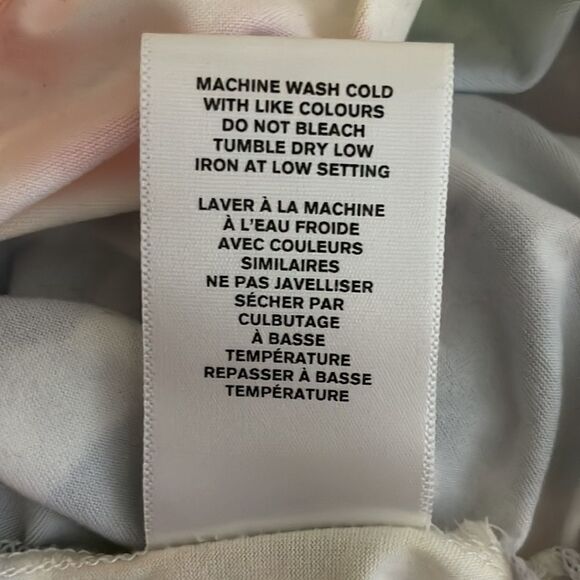 MACHINE WASH COLD
WITH LIKE COLOURS
DO NOT BLEACH
TUMBLE DRY LOW
IRON AT LOW SETTING
LAVER À LA MACHINE
À L'EAU FROIDE
AVEC COULEURS
SIMILAIRES
NE PAS JAVELLISER
SÉCHER PAR
CULBUTAGE
À BASSE
TEMPÉRATURE
REPASSER À BASSE
TEMPÉRATURE